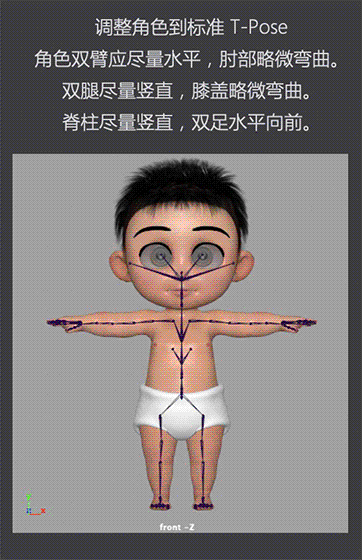 调整角色到标准 T-Pose
角色双臂应尽量水平，肘部略微弯曲。
双腿尽量竖直，膝盖略微弯曲。
脊柱尽量竖直，双足水平向前。
front -Z